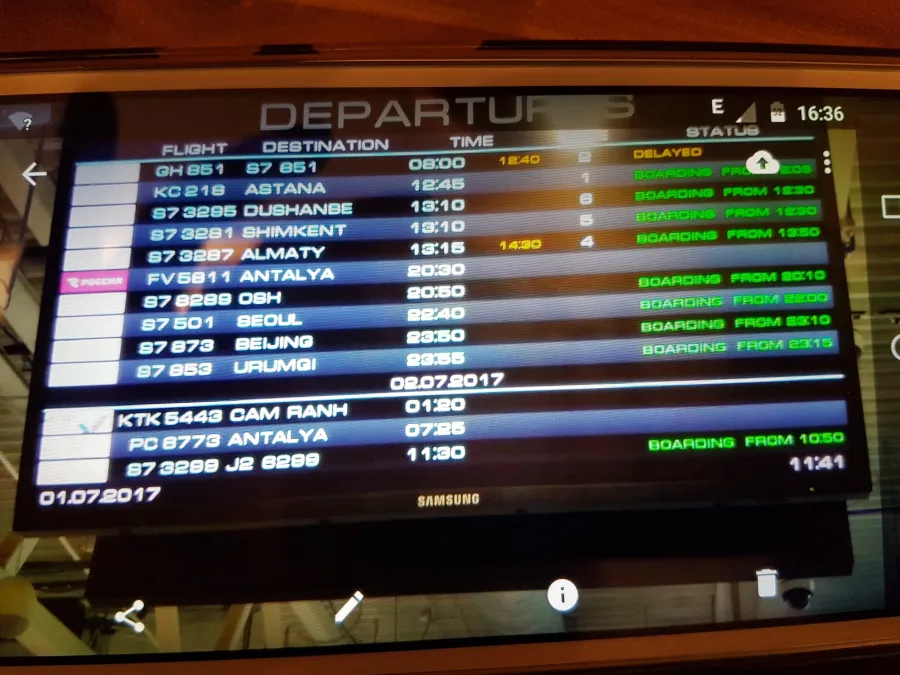 E 92 16:36
DEPARTURES
FLIGHT DESTINATION TIME STATUS
GH 851 S7 851 08:00 12:40 2 DELAYED
KC 218 ASTANA 12:45 1 BOARDING
S7 3295 DUSHANBE 13:10 6 BOARDING FROM 12:30
S7 3281 SHIMKENT 13:10 5 BOARDING FROM 12:30
S7 3287 ALMATY 13:15 14:30 4 BOARDING FROM 13:50
РОССИЯ FV 5811 ANTALYA 20:30
S7 8289 OSH 20:50 BOARDING FROM 20:10
S7 501 SEOUL 22:40 BOARDING FROM 22:00
S7 873 BEIJING 23:50 BOARDING FROM 23:10
S7 853 URUMQI 23:55 BOARDING FROM 23:15
02.07.2017
KTK 5443 CAM RANH 01:20
PC 8773 ANTALYA 07:25
S7 3299 J2 8299 11:30 BOARDING FROM 10:50
01.07.2017 11:41
SAMSUNG